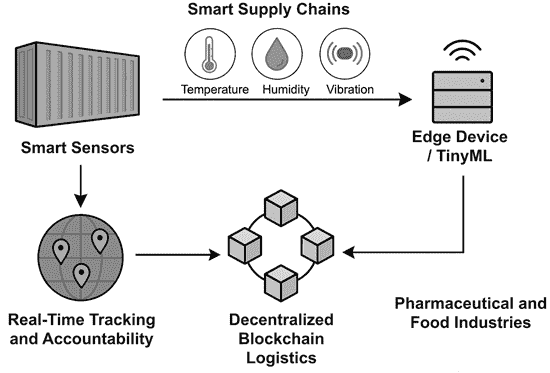 Smart Supply Chains
Temperature Humidity Vibration
Smart Sensors
Edge Device
/ TinyML
Real-Time Tracking
and Accountability
Decentralized
Blockchain
Logistics
Pharmaceutical and
Food Industries